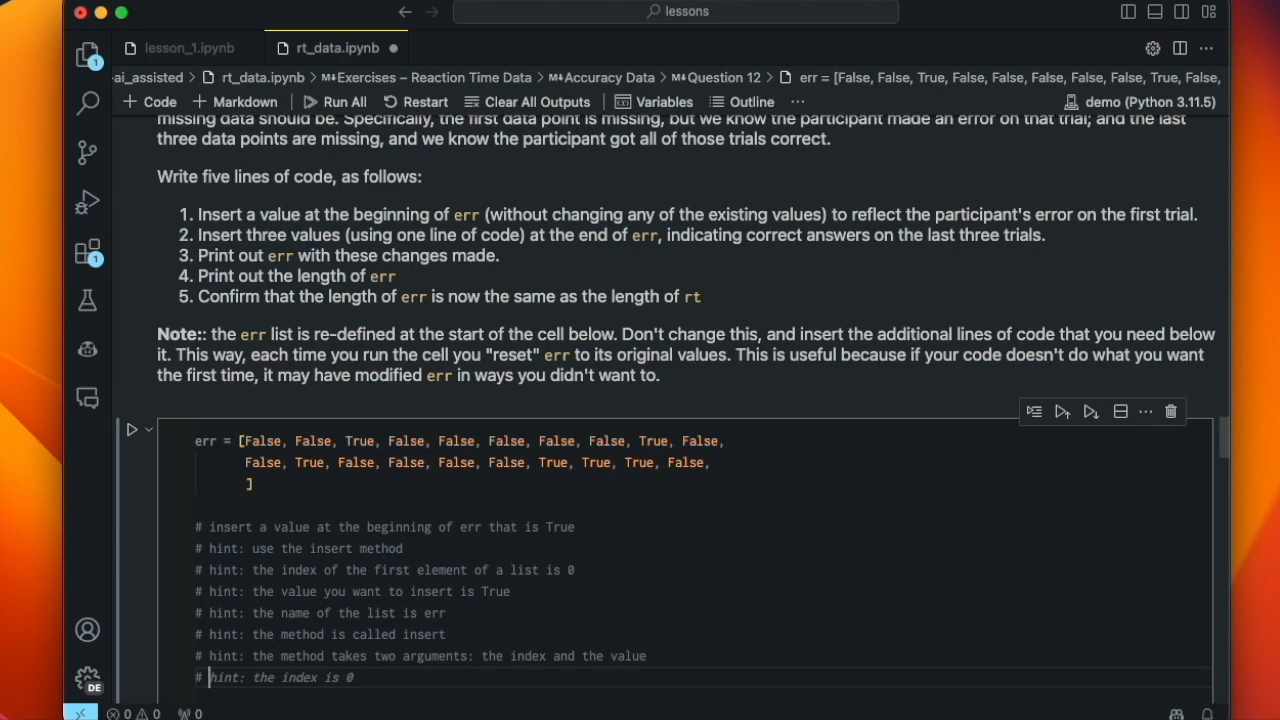 lessons
lesson_1.ipynb
rt_data.ipynb
ai_assisted > rt_data.ipynb > M↓Exercises – Reaction Time Data > M↓Accuracy Data > M↓Question 12 > err = [False, False, True, False, False, False, False, False, True, False,
+ Code + Markdown | Run All Restart Clear All Outputs | Variables Outline ··· demo (Python 3.11.5)
missing data should be. Specifically, the first data point is missing, but we know the participant made an error on that trial; and the last
three data points are missing, and we know the participant got all of those trials correct.
Write five lines of code, as follows:
1. Insert a value at the beginning of err (without changing any of the existing values) to reflect the participant's error on the first trial.
2. Insert three values (using one line of code) at the end of err, indicating correct answers on the last three trials.
3. Print out err with these changes made.
4. Print out the length of err
5. Confirm that the length of err is now the same as the length of rt
Note:: the err list is re-defined at the start of the cell below. Don't change this, and insert the additional lines of code that you need below
it. This way, each time you run the cell you "reset" err to its original values. This is useful because if your code doesn't do what you want
the first time, it may have modified err in ways you didn't want to.
err = [False, False, True, False, False, False, False, False, True, False,
False, True, False, False, False, False, True, True, True, False,
]
# insert a value at the beginning of err that is True
# hint: use the insert method
# hint: the index of the first element of a list is 0
# hint: the value you want to insert is True
# hint: the name of the list is err
# hint: the method is called insert
# hint: the method takes two arguments: the index and the value
# hint: the index is 0
1
1
DE
0 0 0